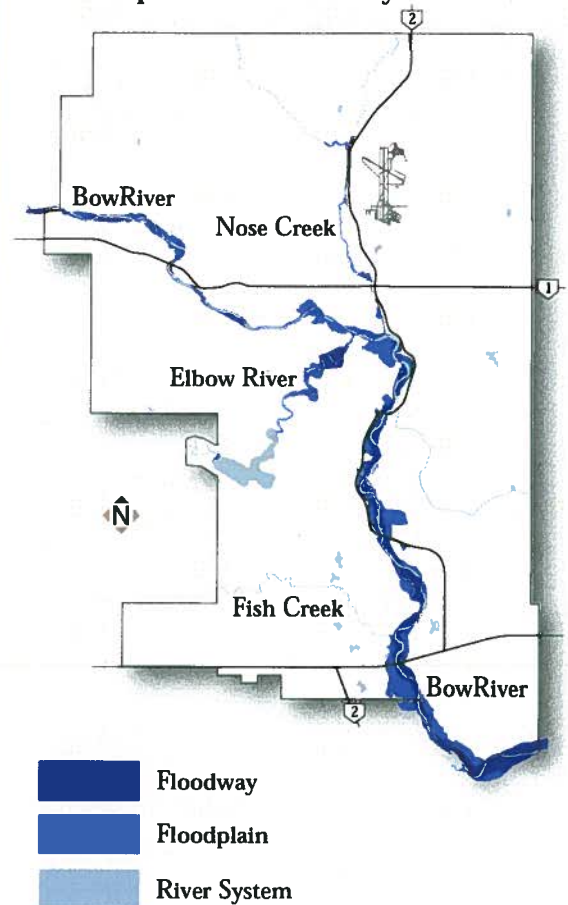 2
BowRiver
Nose Creek
1
Elbow River
N
Fish Creek
BowRiver
2
Floodway
Floodplain
River System